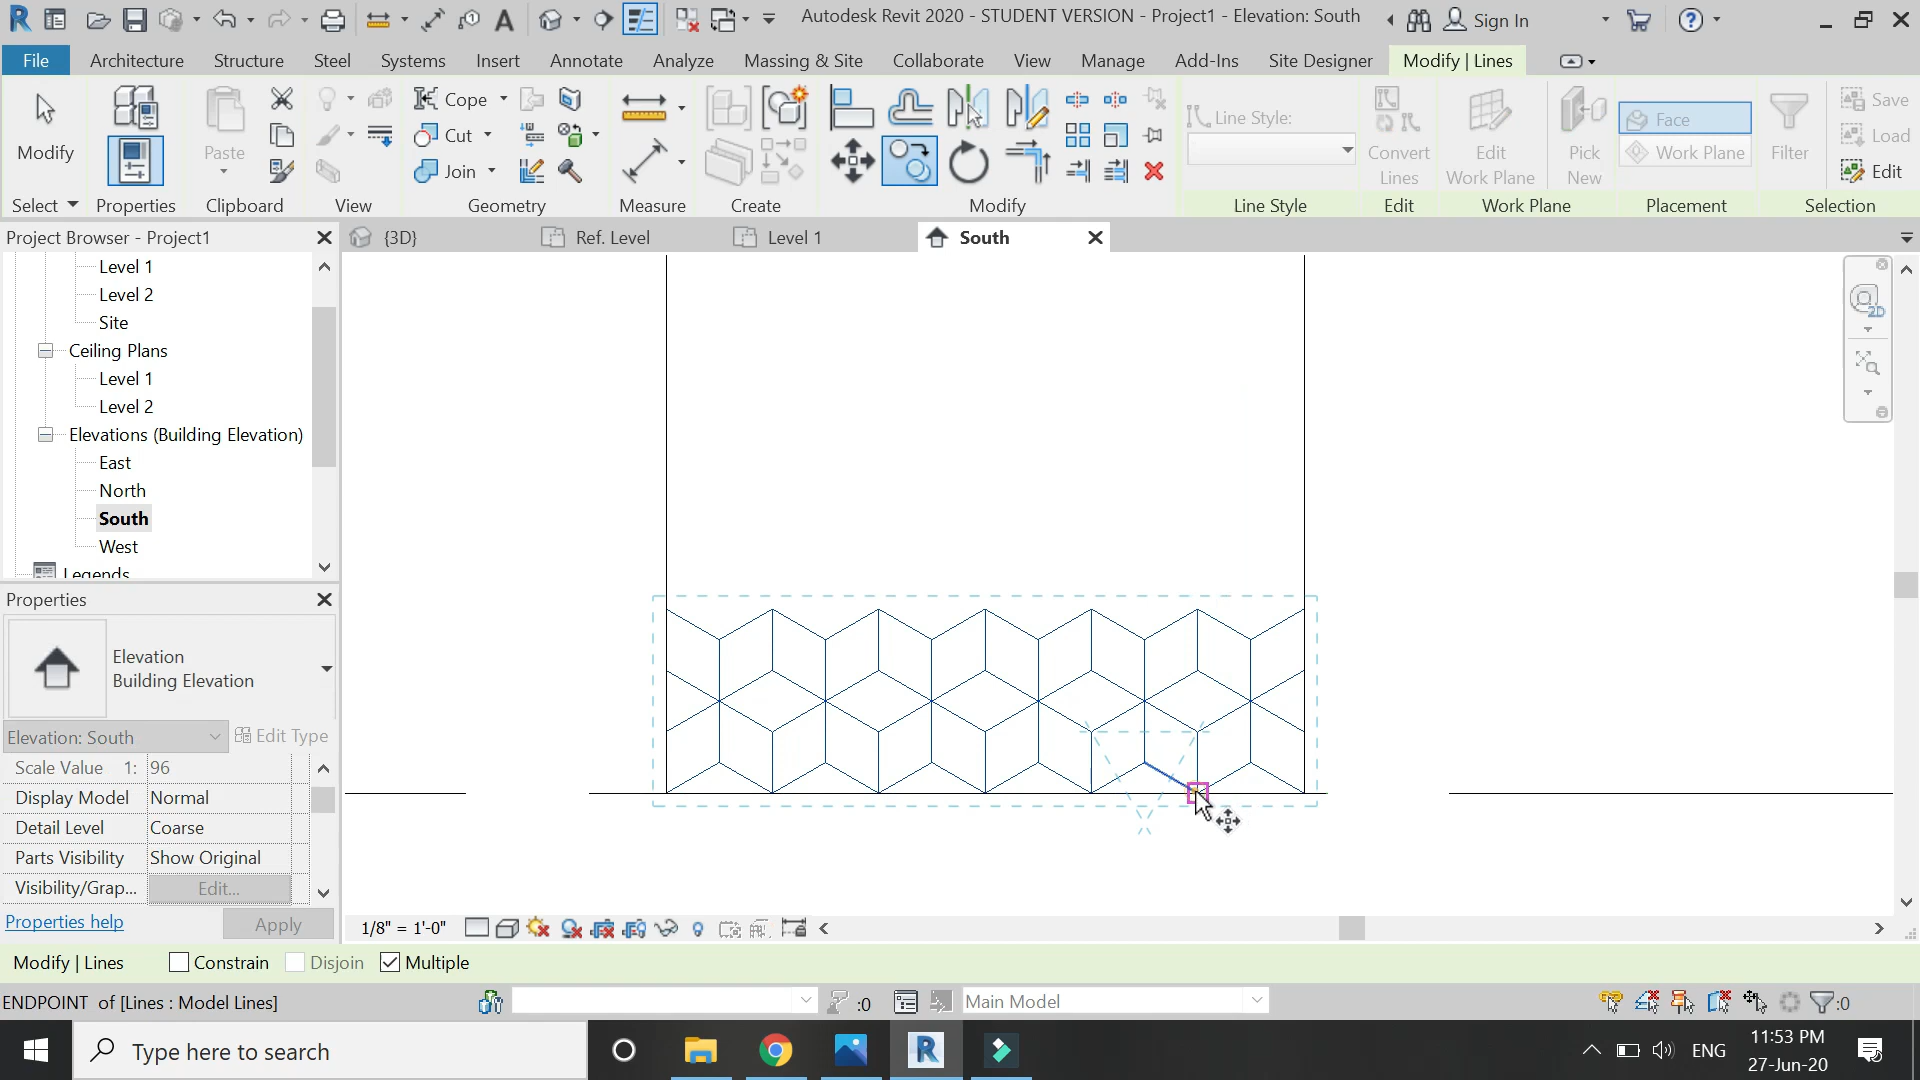 Autodesk Revit 2020 - STUDENT VERSION - Project1 - Elevation: South
Sign In
File Architecture Structure Steel Systems Insert Annotate Analyze Massing & Site Collaborate View Manage Add-Ins Site Designer Modify | Lines
Modify
Paste
Cope
Cut
Join
Line Style:
Convert
Lines
Edit
Work Plane
Pick
New
Face
Work Plane
Filter
Save
Load
Edit
Select Properties Clipboard View Geometry Measure Create Modify Line Style Edit Work Plane Placement Selection
Project Browser - Project1
{3D} Ref. Level Level 1 South
Level 1
Level 2
Site
Ceiling Plans
Level 1
Level 2
Elevations (Building Elevation)
East
North
South
West
Legends
2D
Properties
Elevation
Building Elevation
Elevation: South Edit Type
Scale Value 1: 96
Display Model Normal
Detail Level Coarse
Parts Visibility Show Original
Visibility/Grap... Edit...
Properties help Apply
1/8" = 1'-0"
Modify | Lines Constrain Disjoin Multiple
ENDPOINT of [Lines : Model Lines] :0 Main Model :0
Type here to search
ENG
11:53 PM
27-Jun-20